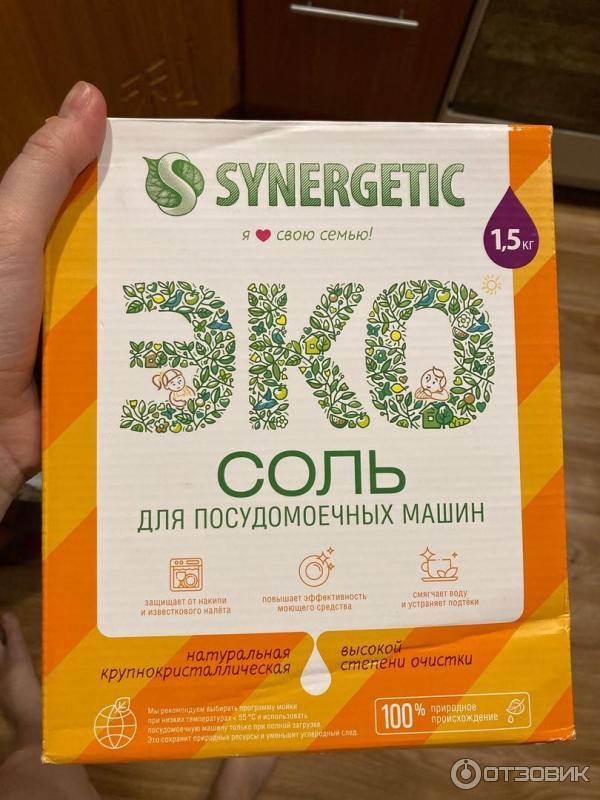 SYNERGETIC
я свою семью!
1,5 кг
ЭКО
СОЛЬ
ДЛЯ ПОСУДОМОЕЧНЫХ МАШИН
защищает от накипи
и известкового налёта
повышает эффективность
моющего средства
смягчает воду
и устраняет подтёки
натуральная
крупнокристаллическая
высокой
степени очистки
Мы рекомендуем выбирать программу мойки
при низких температурах < 55 °С и использовать
посудомоечную машину только при полной загрузке.
Это сохранит природные ресурсы и уменьшит углеродный след.
100% природное
происхождение
ОТЗОВИК